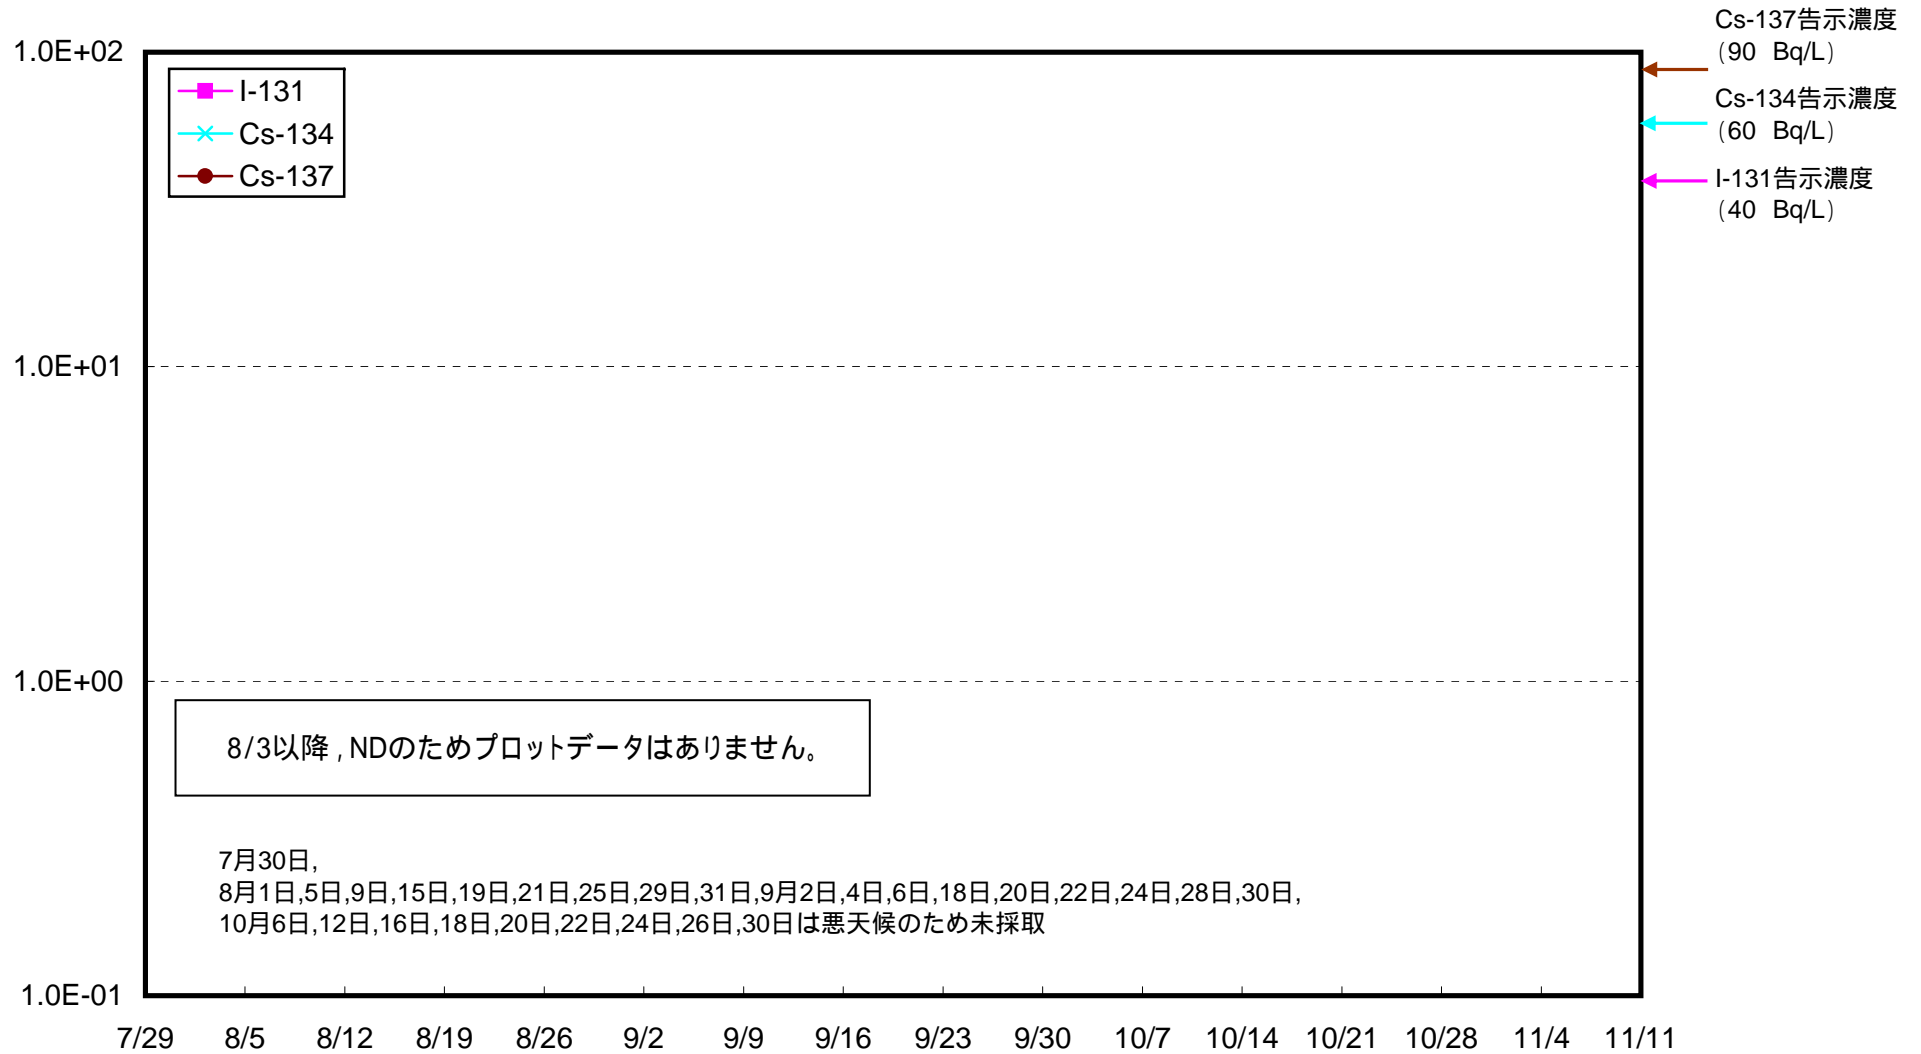 Cs-137告示濃度
(90 Bq/L)
Cs-134告示濃度
(60 Bq/L)
I-131告示濃度
(40 Bq/L)
1.0E+02
1.0E+01
1.0E+00
1.0E-01
I-131
Cs-134
Cs-137
8/3以降,NDのためプロットデータはありません。
7月30日,
8月1日,5日,9日,15日,19日,21日,25日,29日,31日,9月2日,4日,6日,18日,20日,22日,24日,28日,30日,
10月6日,12日,16日,18日,20日,22日,24日,26日,30日は悪天候のため未採取
7/29 8/5 8/12 8/19 8/26 9/2 9/9 9/16 9/23 9/30 10/7 10/14 10/21 10/28 11/4 11/11